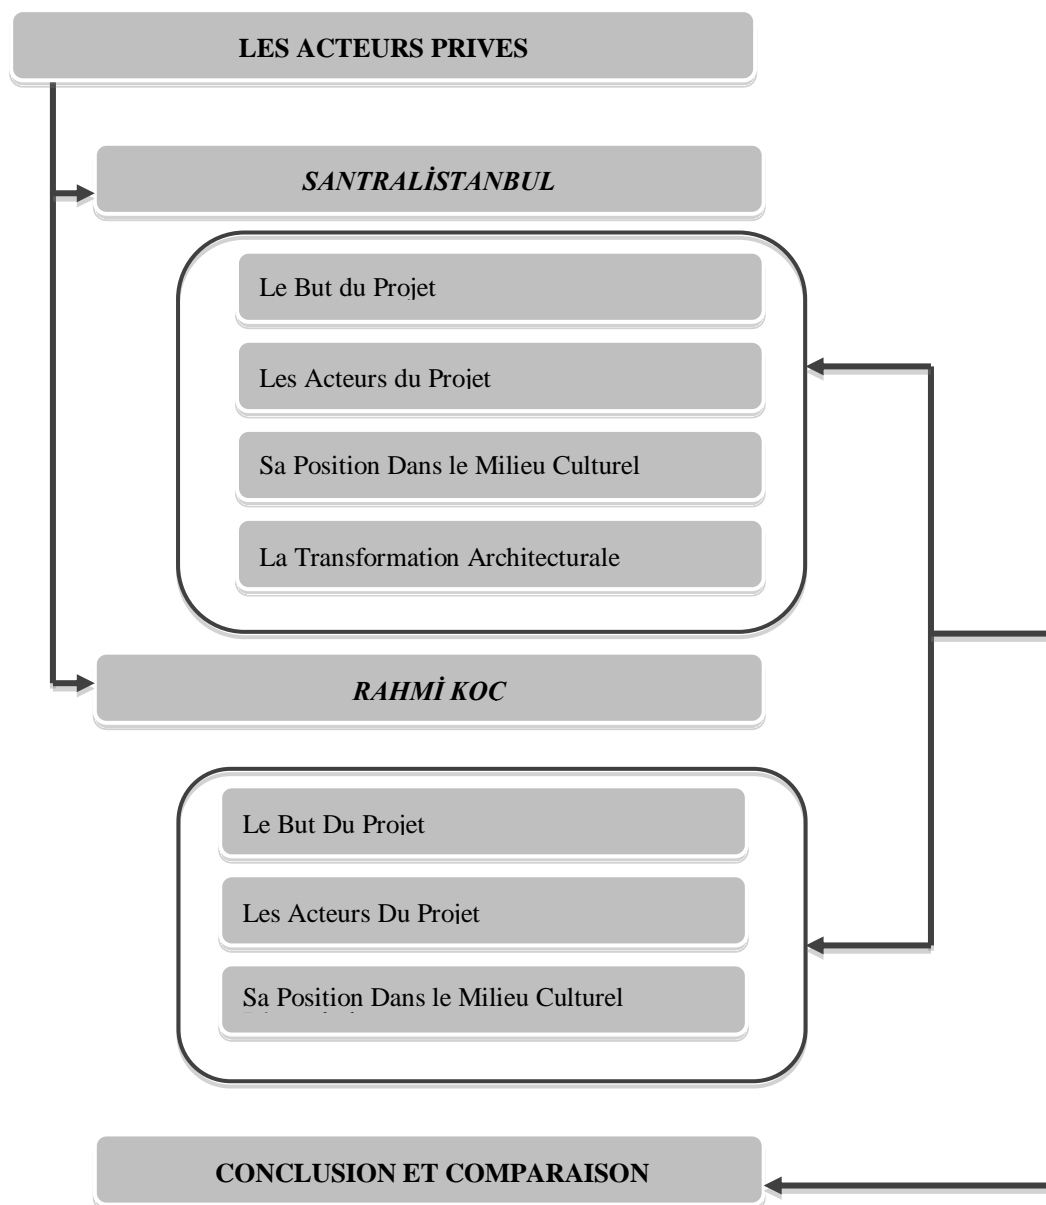 LES ACTEURS PRIVES
SANTRALİSTANBUL
Le But du Projet
Les Acteurs du Projet
Sa Position Dans le Milieu Culturel
La Transformation Architecturale
RAHMİ KOC
Le But Du Projet
Les Acteurs Du Projet
Sa Position Dans le Milieu Culturel
CONCLUSION ET COMPARAISON